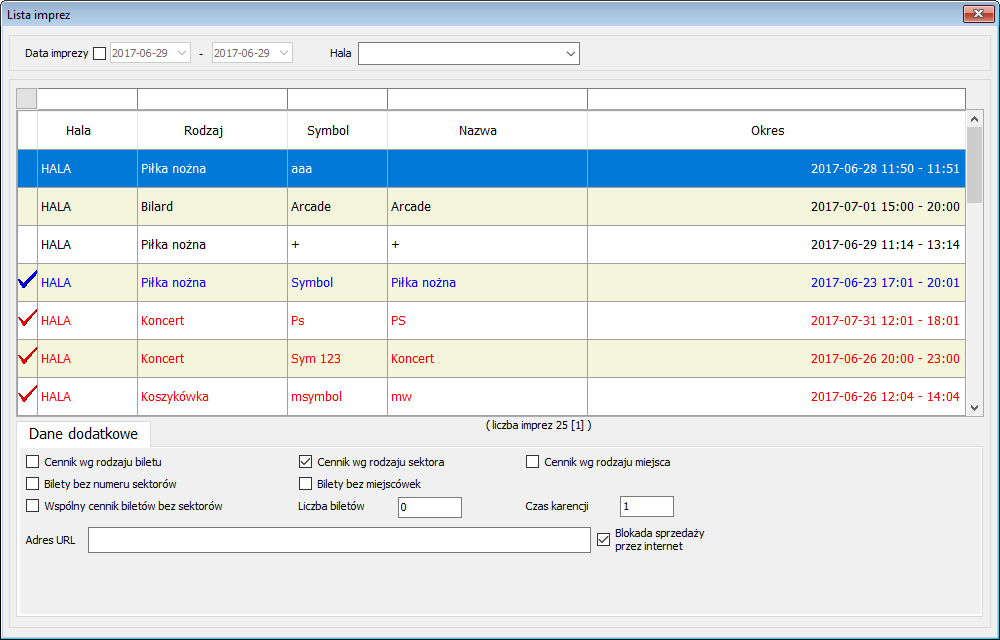 Lista imprez
Data imprezy 2017-06-29 - 2017-06-29 Hala
Hala Rodzaj Symbol Nazwa Okres
HALA Piłka nożna aaa 2017-06-28 11:50 - 11:51
HALA Bilard Arcade Arcade 2017-07-01 15:00 - 20:00
HALA Piłka nożna + + 2017-06-29 11:14 - 13:14
HALA Piłka nożna Symbol Piłka nożna 2017-06-23 17:01 - 20:01
HALA Koncert Ps PS 2017-07-31 12:01 - 18:01
HALA Koncert Sym 123 Koncert 2017-06-26 20:00 - 23:00
HALA Koszykówka msymbol mw 2017-06-26 12:04 - 14:04
( liczba imprez 25 [1] )
Dane dodatkowe
Cennik wg rodzaju biletu Cennik wg rodzaju sektora Cennik wg rodzaju miejsca
Bilety bez numeru sektorów Bilety bez miejscówek
Wspólny cennik biletów bez sektorów Liczba biletów 0 Czas karencji 1
Adres URL Blokada sprzedaży
przez internet